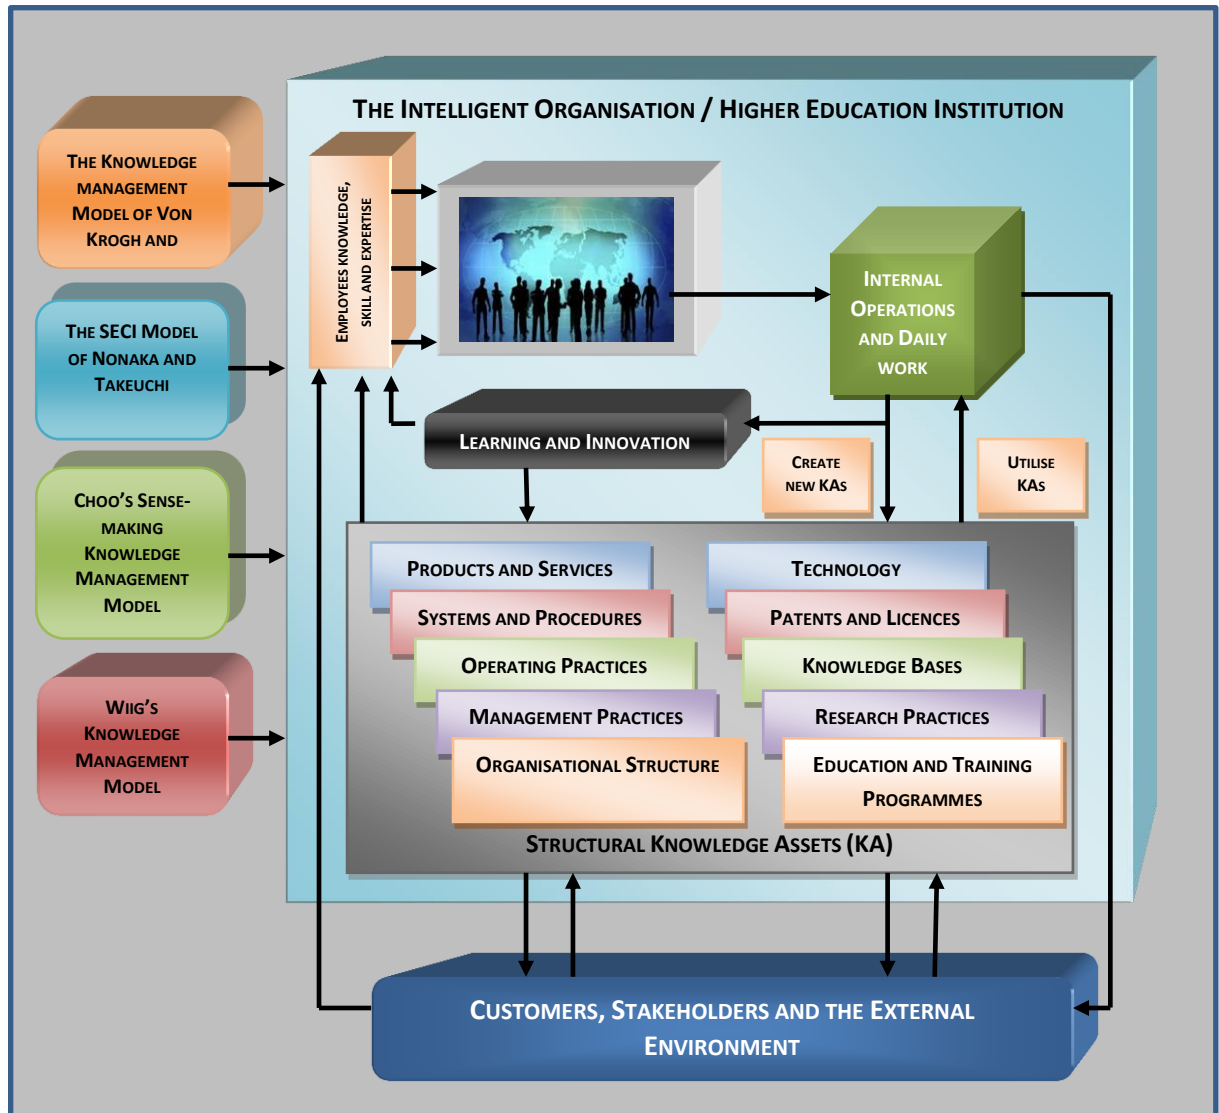 THE INTELLIGENT ORGANISATION / HIGHER EDUCATION INSTITUTION
THE KNOWLEDGE
MANAGEMENT
MODEL OF VON
KROGH AND
THE SECI MODEL
OF NONAKA AND
TAKEUCHI
CHOO'S SENSE-
MAKING
KNOWLEDGE
MANAGEMENT
MODEL
WIIG'S
KNOWLEDGE
MANAGEMENT
MODEL
EMPLOYEES KNOWLEDGE,
SKILL AND EXPERTISE
INTERNAL
OPERATIONS
AND DAILY
WORK
LEARNING AND INNOVATION
CREATE
NEW KAS
UTILISE
KAS
PRODUCTS AND SERVICES
SYSTEMS AND PROCEDURES
OPERATING PRACTICES
MANAGEMENT PRACTICES
ORGANISATIONAL STRUCTURE
TECHNOLOGY
PATENTS AND LICENCES
KNOWLEDGE BASES
RESEARCH PRACTICES
EDUCATION AND TRAINING
PROGRAMMES
STRUCTURAL KNOWLEDGE ASSETS (KA)
CUSTOMERS, STAKEHOLDERS AND THE EXTERNAL
ENVIRONMENT